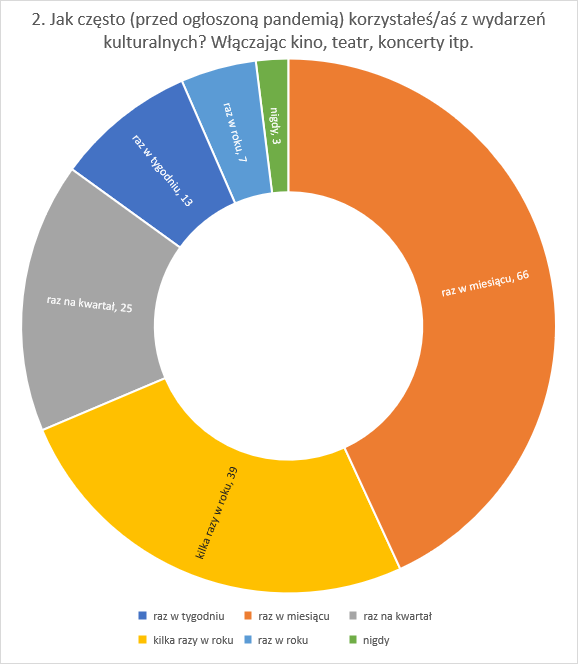 2. Jak często (przed ogłoszoną pandemią) korzystałeś/aś z wydarzeń
kulturalnych? Włączając kino, teatr, koncerty itp.
nigdy, 3
raz w roku, 7
raz w tygodniu, 13
raz w miesiącu, 66
raz na kwartał, 25
kilka razy w roku, 39
raz w tygodniu raz w miesiącu raz na kwartał
kilka razy w roku raz w roku nigdy